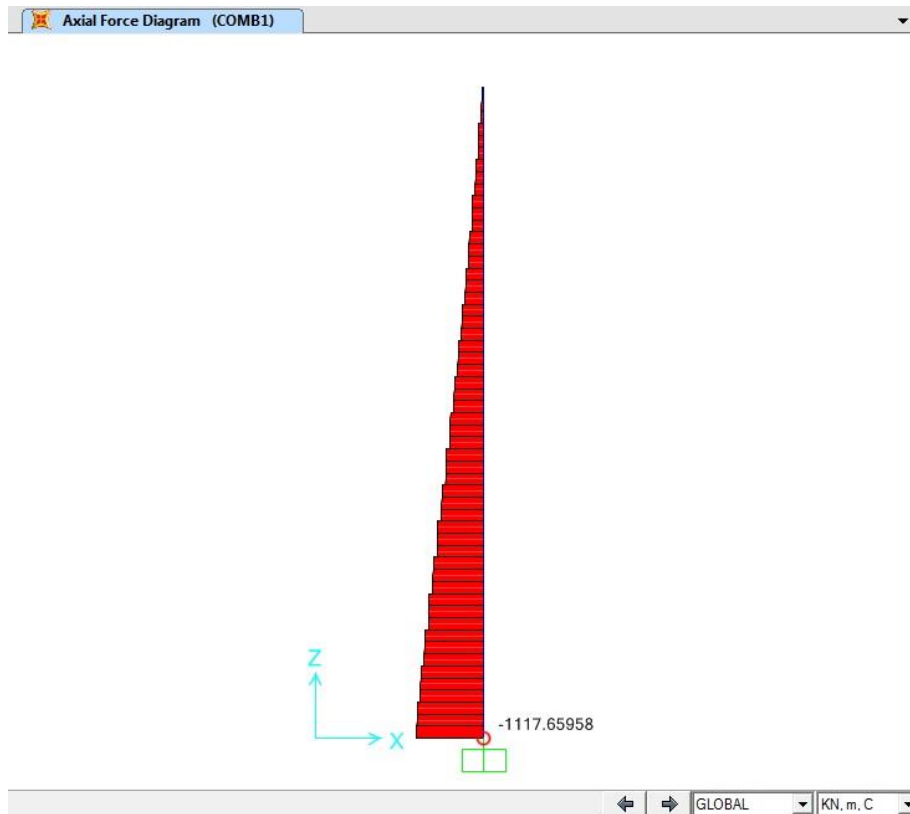 Axial Force Diagram (COMB1)
Z
X
-1117.65958
GLOBAL
KN, m, C